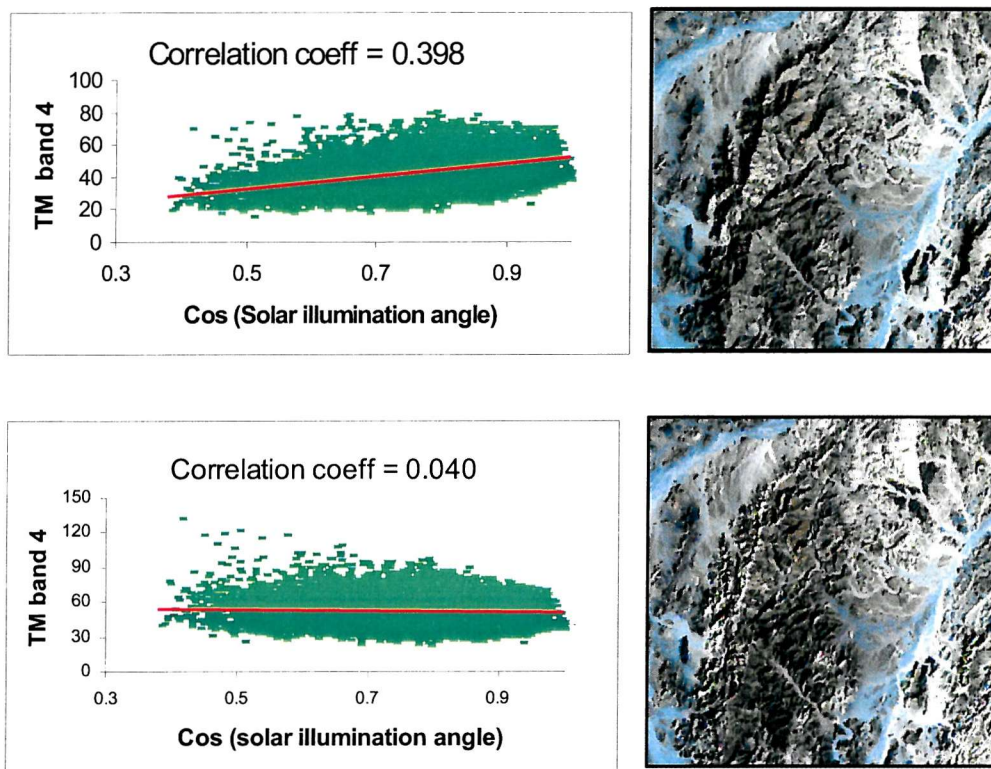 Correlation coeff = 0.398
100
80
60
40
20
0
TM band 4
0.3 0.5 0.7 0.9
Cos (Solar illumination angle)
Correlation coeff = 0.040
150
120
90
60
30
0
TM band 4
0.3 0.5 0.7 0.9
Cos (solar illumination angle)